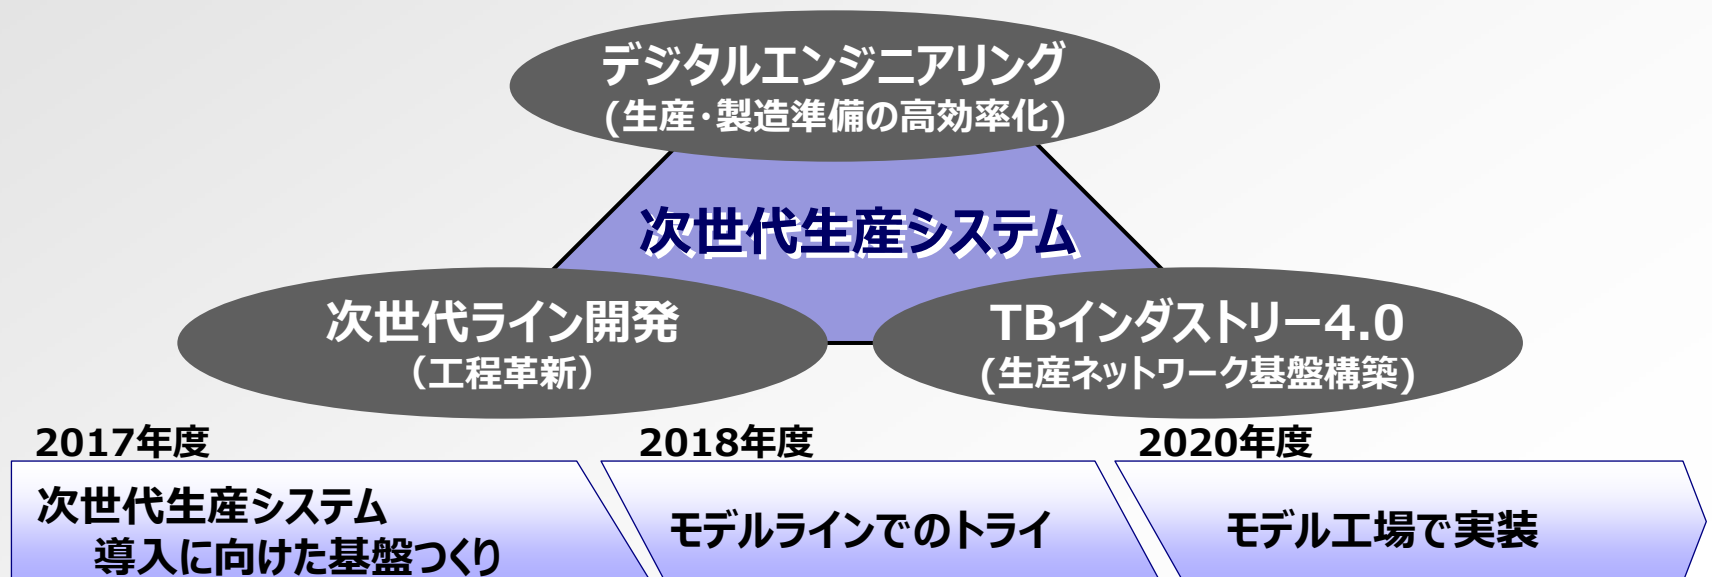 デジタルエンジニアリング
(生産・製造準備の高効率化)
次世代生産システム
次世代ライン開発
（工程革新）
TBインダストリー4.0
(生産ネットワーク基盤構築)
2017年度
2018年度
2020年度
次世代生産システム
導入に向けた基盤つくり
モデルラインでのトライ
モデル工場で実装